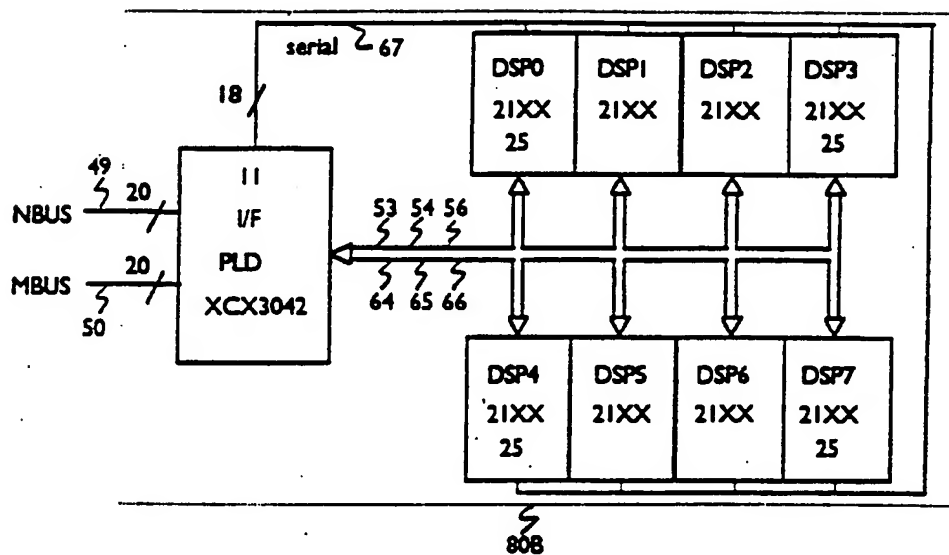 serial 67
18
DSP0 DSP1 DSP2 DSP3
21XX 21XX 21XX 21XX
25 25
49
20
NBUS
11
I/F
PLD
XCX3042
20
MBUS
50
53 54 56
64 65 66
DSP4 DSP5 DSP6 DSP7
21XX 21XX 21XX 21XX
25 25
80B